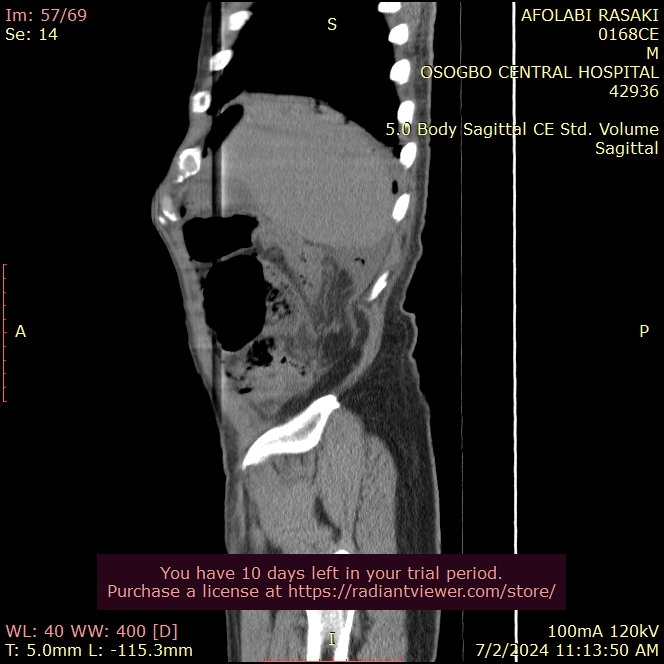 Im: 57/69
Se: 14
S
AFOLABI RASAKI
0168CE
M
OSOGBO CENTRAL HOSPITAL
42936
5.0 Body Sagittal CE Std. Volume
Sagittal
A
P
You have 10 days left in your trial period.
Purchase a license at https://radiantviewer.com/store/
WL: 40 WW: 400 [D]
T: 5.0mm L: -115.3mm
I
100mA 120kV
7/2/2024 11:13:50 AM